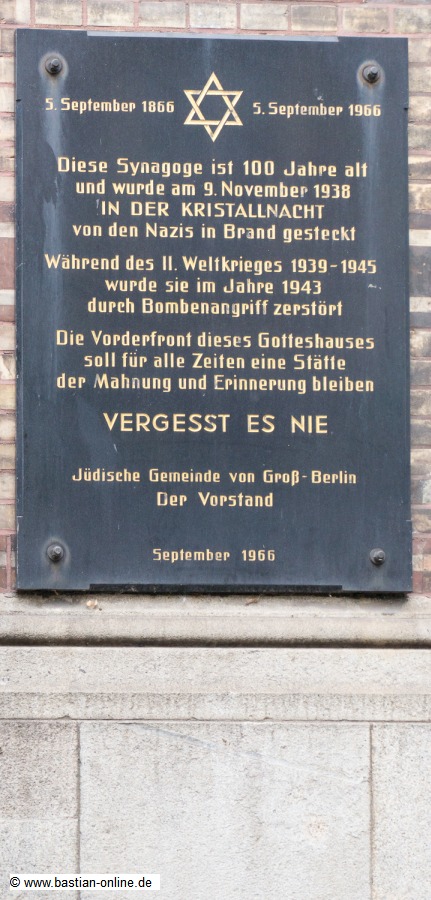 5. September 1866 5. September 1966
Diese Synagoge ist 100 Jahre alt
und wurde am 9. November 1938
IN DER KRISTALLNACHT
von den Nazis in Brand gesteckt
Während des II. Weltkrieges 1939-1945
wurde sie im Jahre 1943
durch Bombenangriff zerstört
Die Vorderfront dieses Gotteshauses
soll für alle Zeiten eine Stätte
der Mahnung und Erinnerung bleiben
VERGESST ES NIE
Jüdische Gemeinde von Groß-Berlin
Der Vorstand
September 1966
© www.bastian-online.de